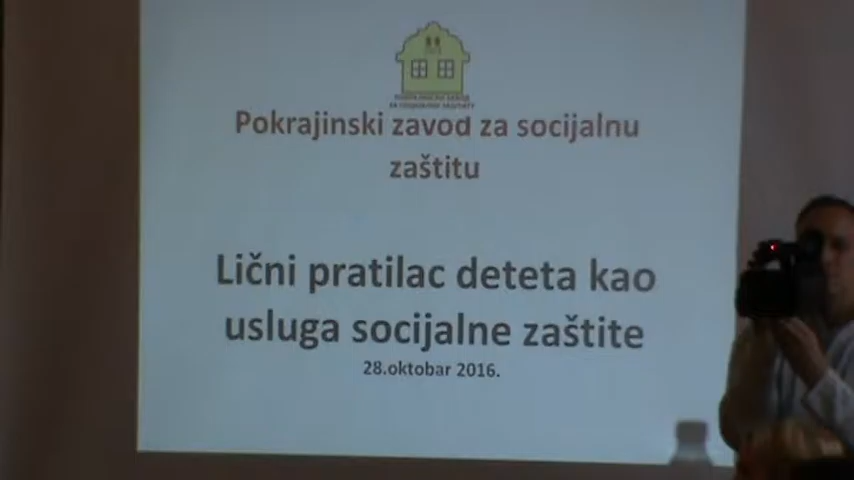 Pokrajinski zavod za socijalnu
zaštitu
Lični pratilac deteta kao
usluga socijalne zaštite
28.oktobar 2016.